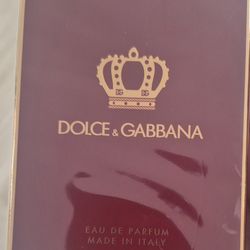 DOLCE & GABBANA
EAU DE PARFUM
MADE IN ITALY